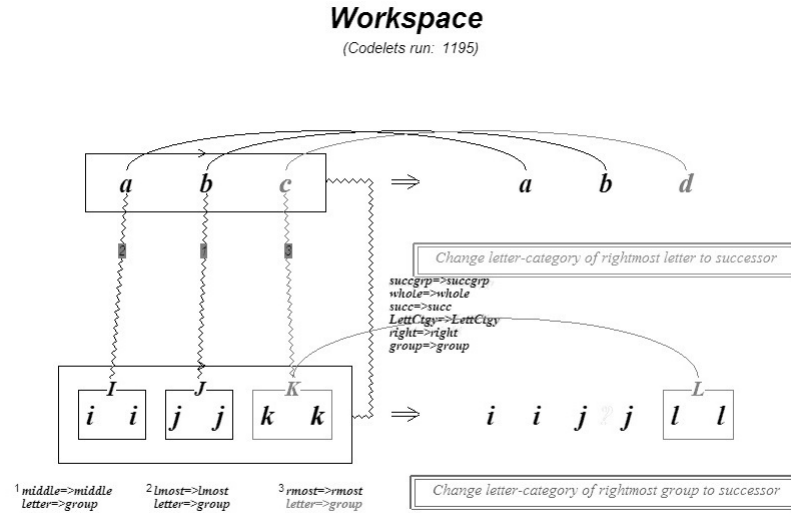 Workspace
(Codelets run: 1195)
a b c ⇒ a b d
2 1 3
Change letter-category of rightmost letter to successor
succgrp=>succgrp
whole=>whole
succ=>succ
LettCtgy=>LettCtgy
right=>right
group=>group
I J K L
i i j j k k ⇒ i i j ? j l l
1 middle=>middle 2 lmost=>lmost 3 rmost=>rmost
letter=>group letter=>group letter=>group
Change letter-category of rightmost group to successor